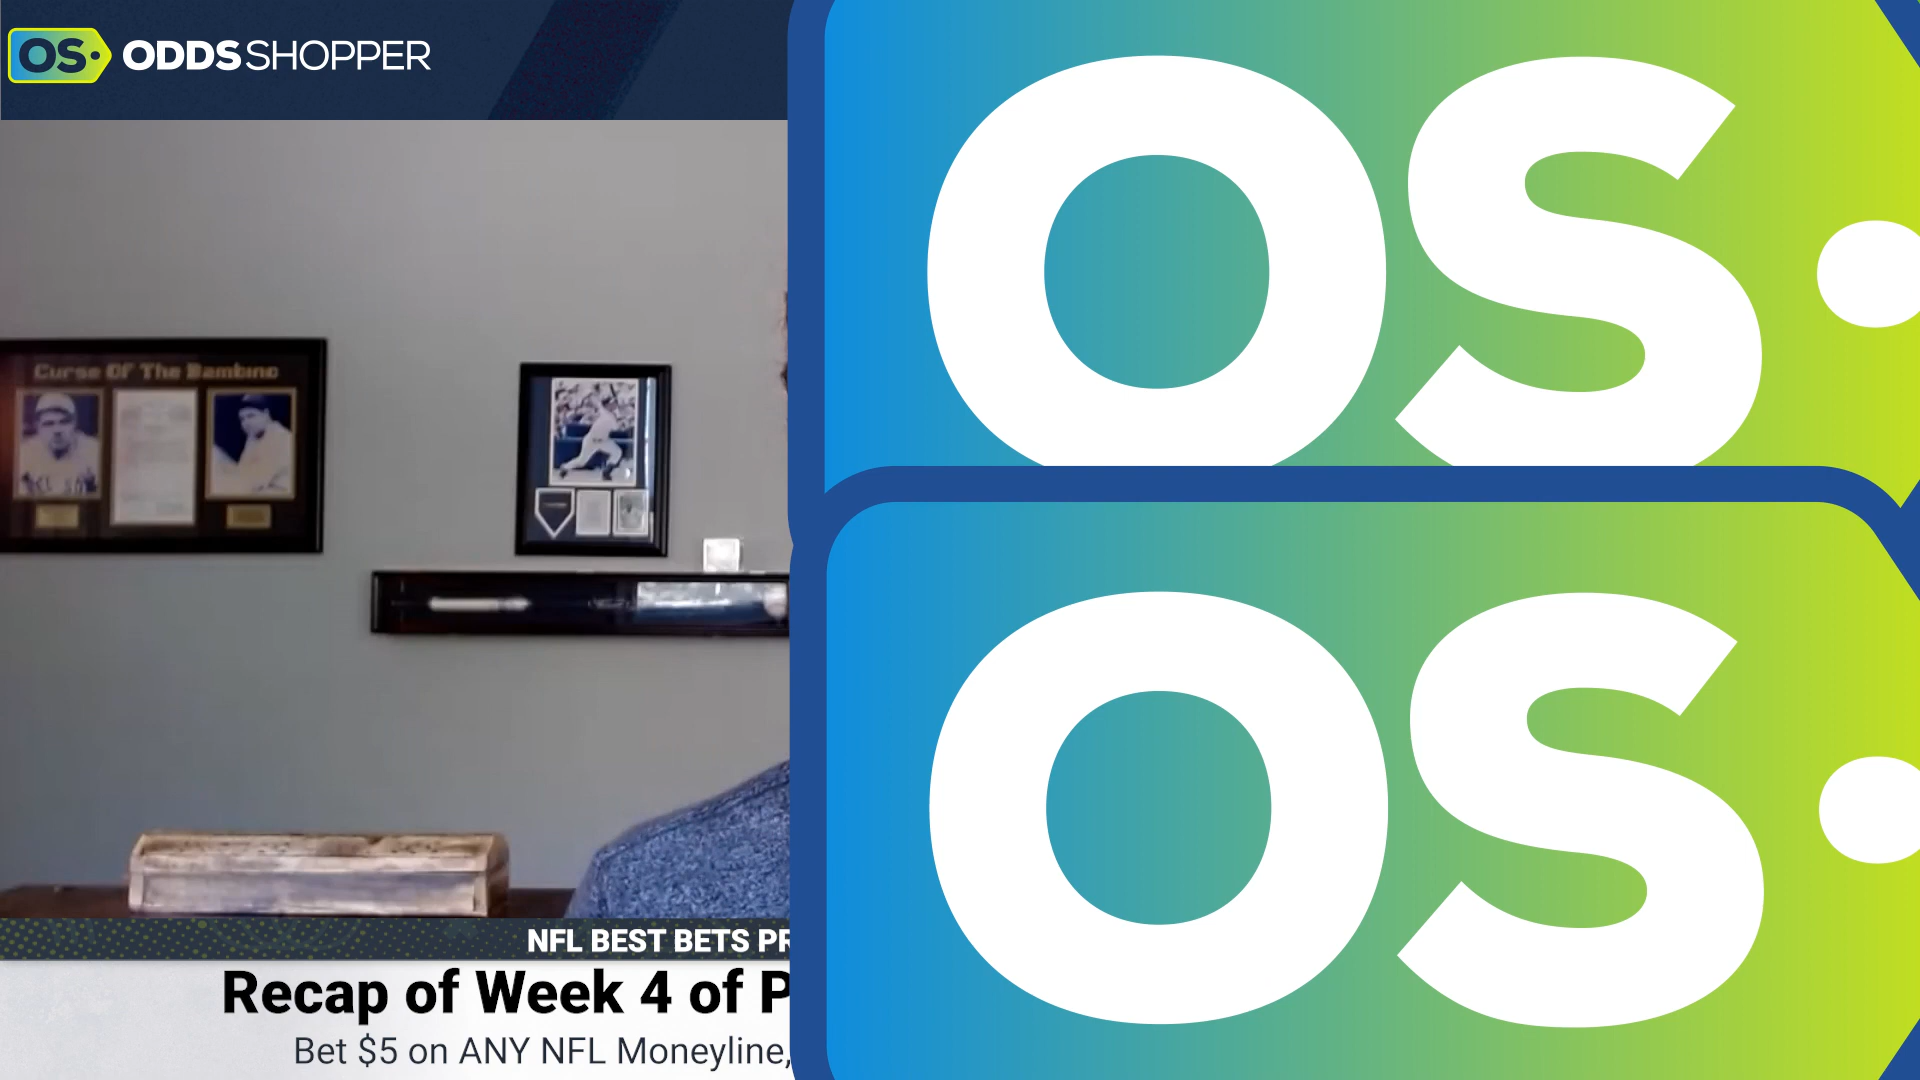 OS.
ODDSSHOPPER
OS.
Curse Of The Bambino
OS.
NFL BEST BETS PR
Recap of Week 4 of P
Bet $5 on ANY NFL Moneyline,